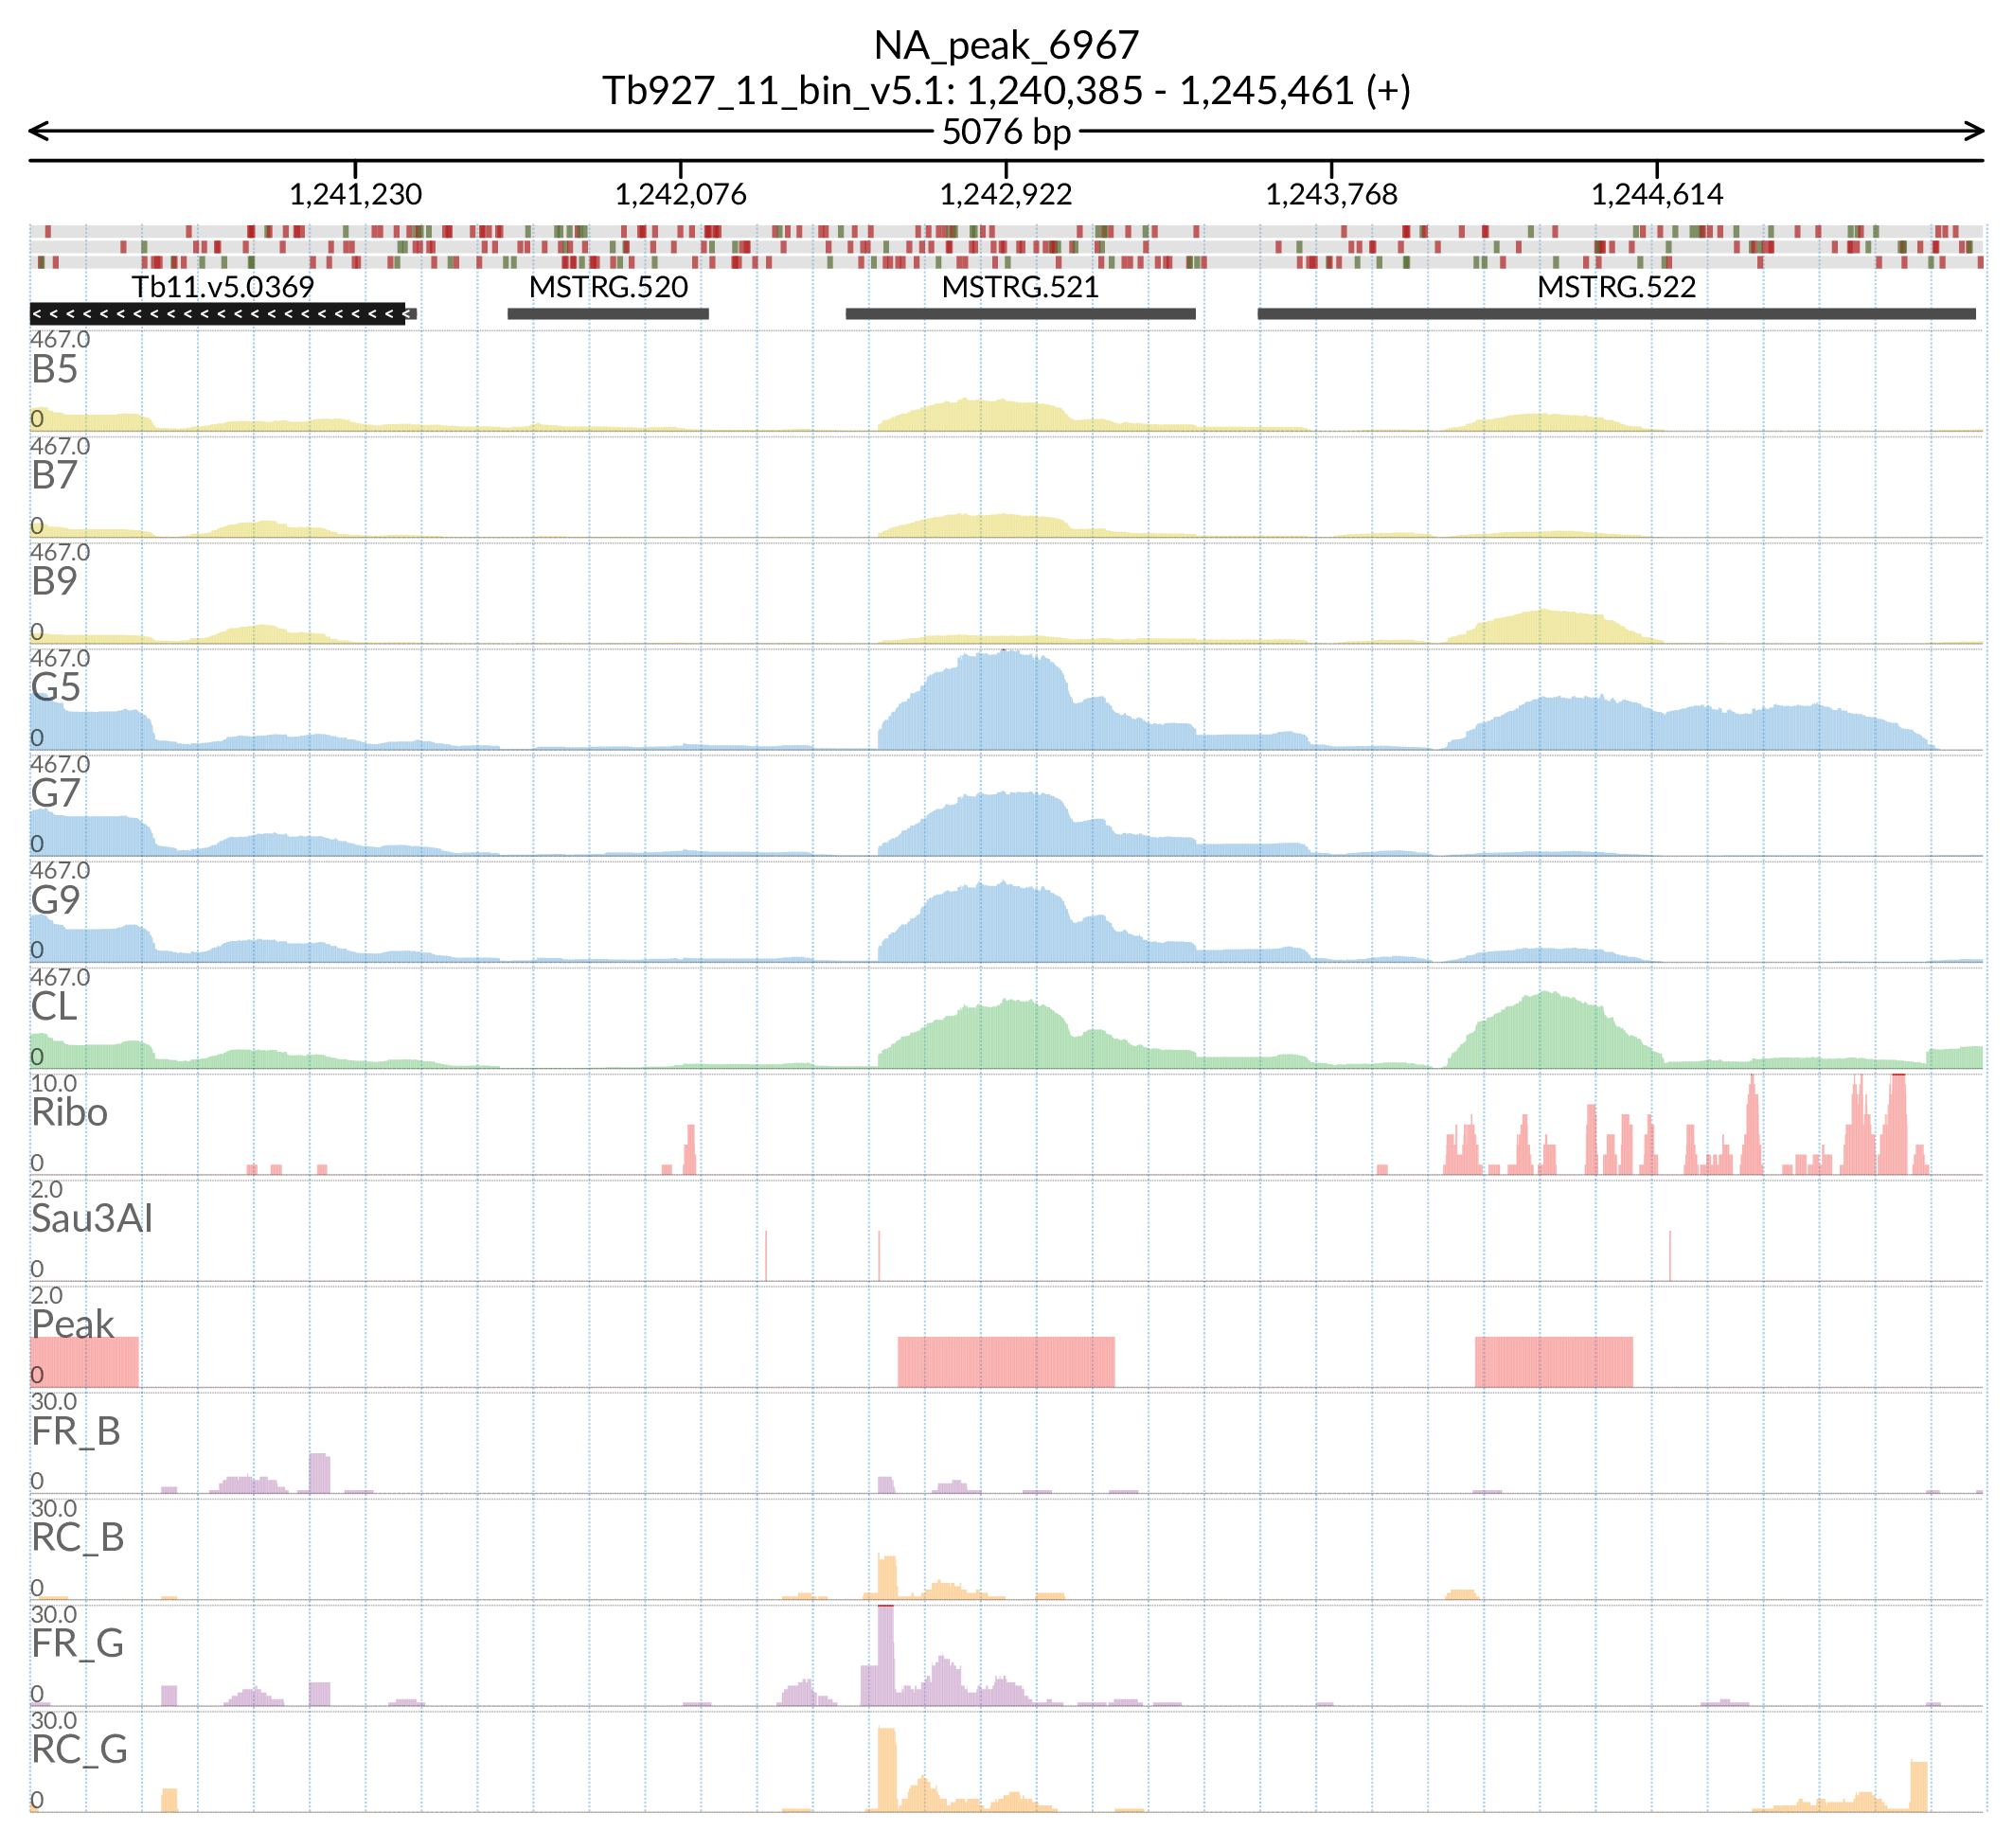 NA_peak_6967
Tb927_11_bin_v5.1: 1,240,385 - 1,245,461 (+)
5076 bp
1,241,230 1,242,076 1,242,922 1,243,768 1,244,614
Tb11.v5.0369 MSTRG.520 MSTRG.521 MSTRG.522
467.0
B5
0
467.0
B7
0
467.0
B9
0
467.0
G5
0
467.0
G7
0
467.0
G9
0
467.0
CL
0
10.0
Ribo
0
2.0
Sau3AI
0
2.0
Peak
0
30.0
FR_B
0
30.0
RC_B
0
30.0
FR_G
0
30.0
RC_G
0